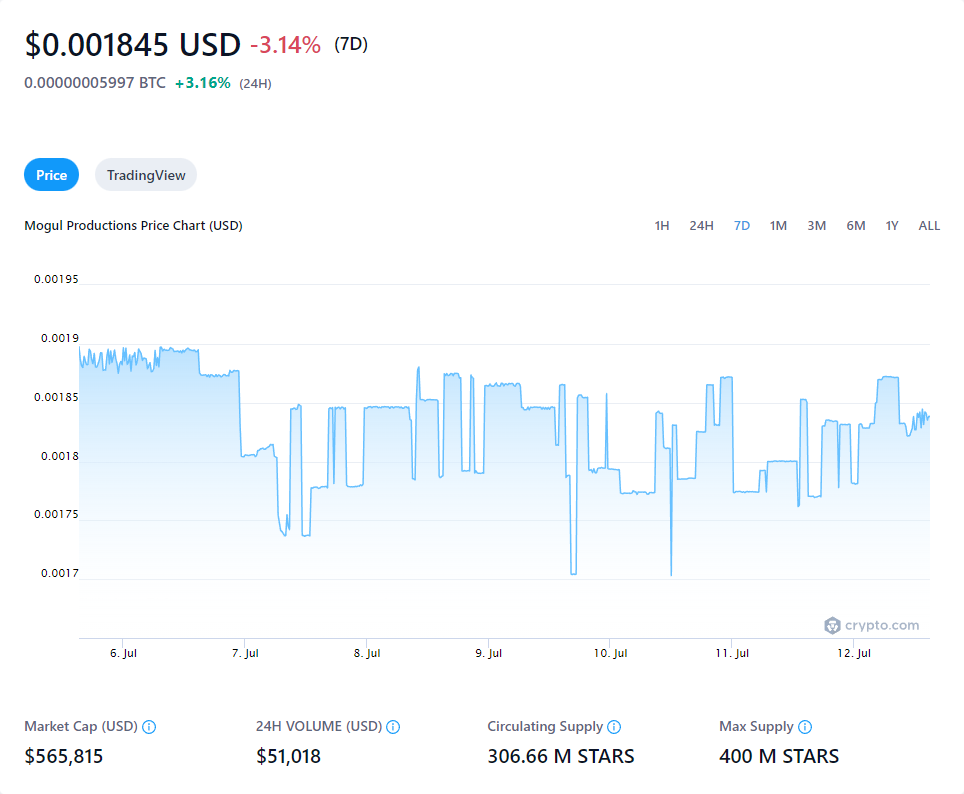 $0.001845 USD -3.14% (7D)
0.00000005997 BTC +3.16% (24H)
Price TradingView
Mogul Productions Price Chart (USD) 1H 24H 7D 1M 3M 6M 1Y ALL
0.00195
0.0019
0.00185
0.0018
0.00175
0.0017
crypto.com
6. Jul 7. Jul 8. Jul 9. Jul 10. Jul 11. Jul 12. Jul
Market Cap (USD) 24H VOLUME (USD) Circulating Supply Max Supply
$565,815 $51,018 306.66 M STARS 400 M STARS